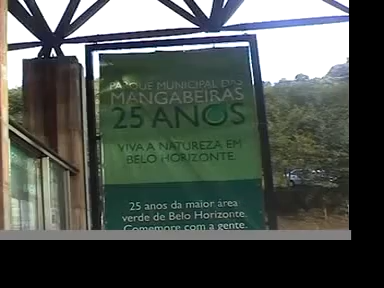 PARQUE MUNICIPAL DAS
MANGABEIRAS
25 ANOS
VIVA A NATUREZA EM
BELO HORIZONTE.
25 anos da maior área
verde de Belo Horizonte.
Comemore com a gente.